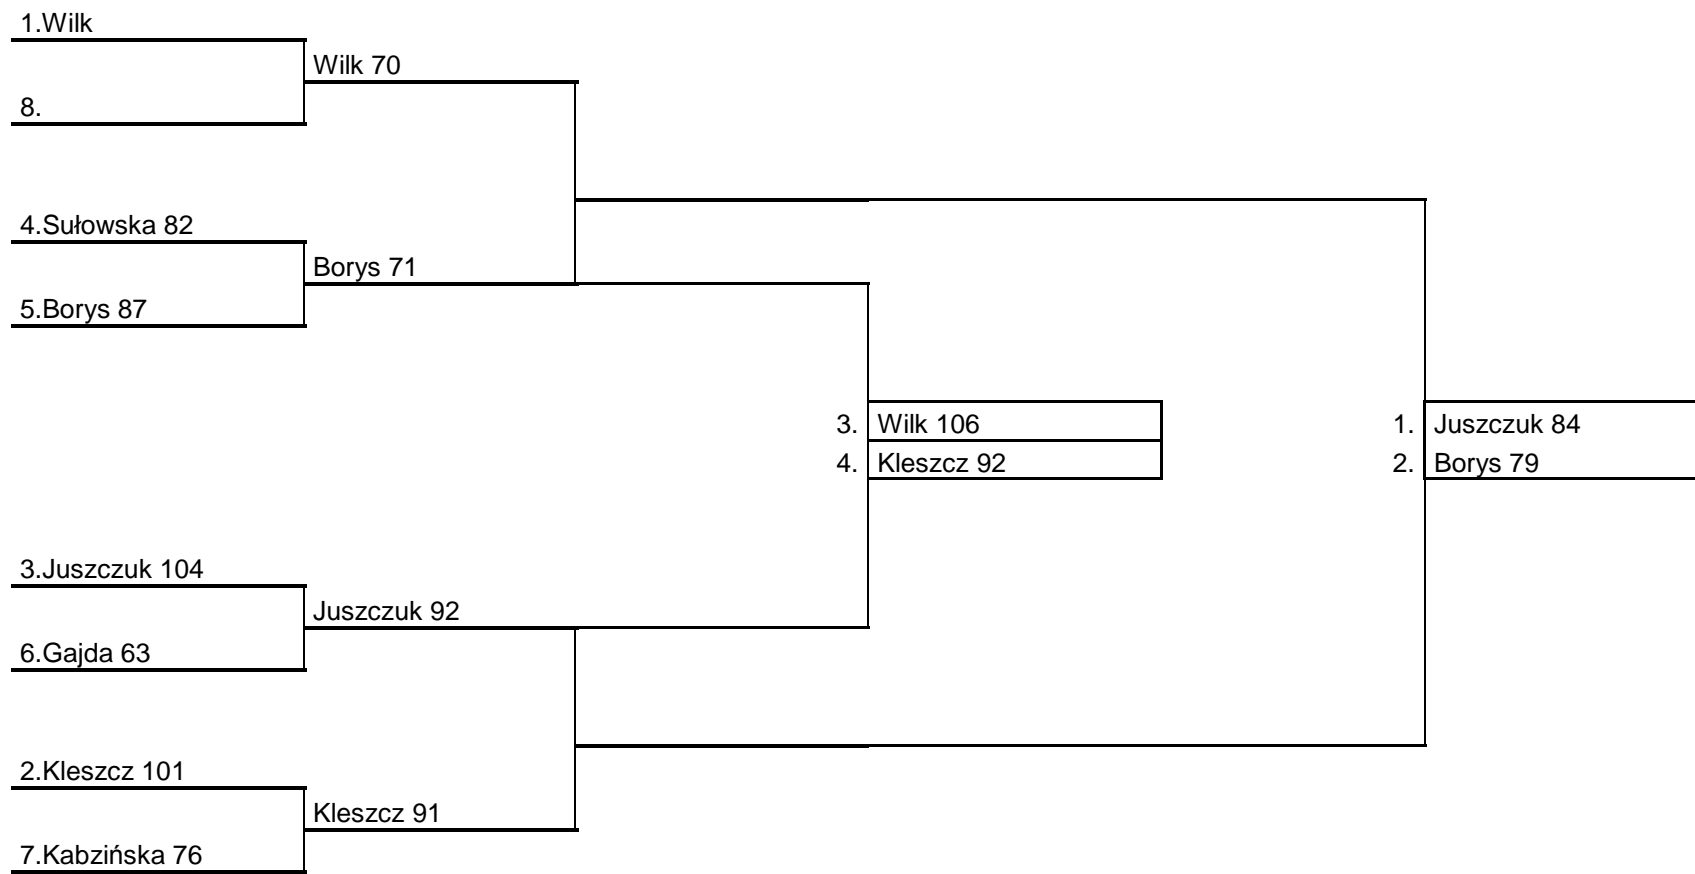 1.Wilk
Wilk 70
8.
4.Sułowska 82
Borys 71
5.Borys 87
3. Wilk 106
4. Kleszcz 92
1. Juszczuk 84
2. Borys 79
3.Juszczuk 104
Juszczuk 92
6.Gajda 63
2.Kleszcz 101
Kleszcz 91
7.Kabzińska 76